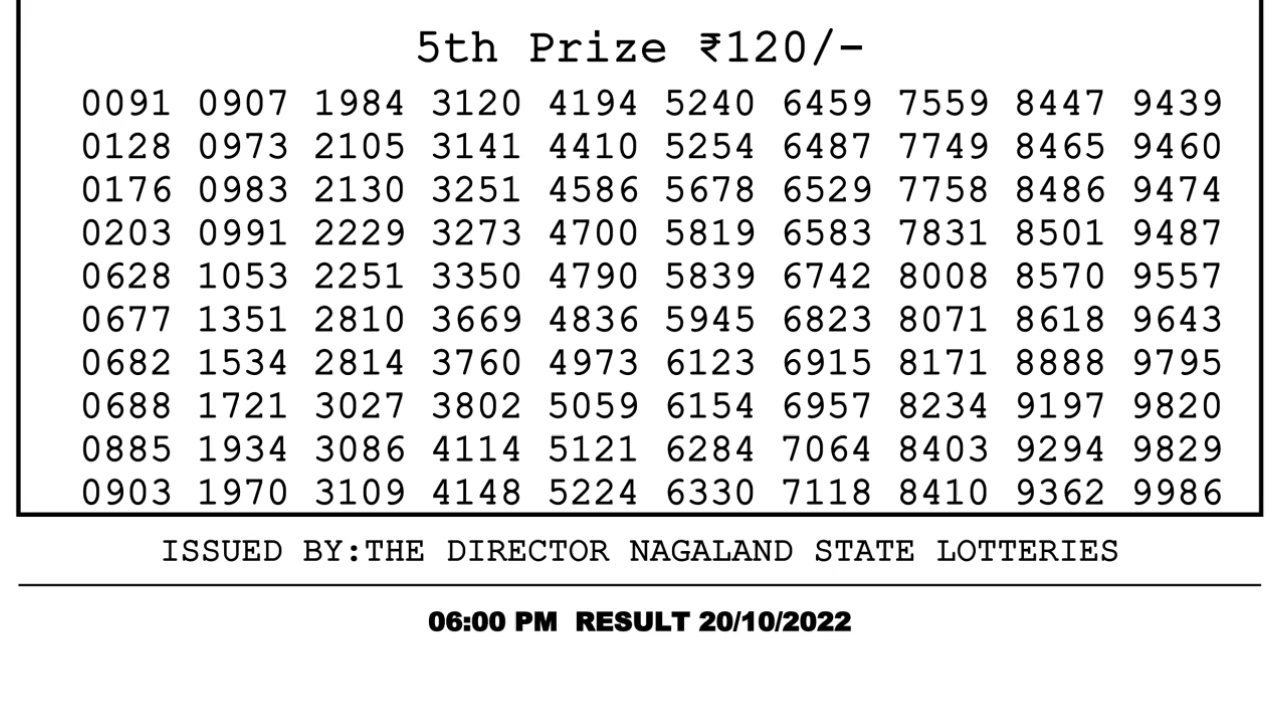 5th Prize ₹120/-
0091 0907 1984 3120 4194 5240 6459 7559 8447 9439
0128 0973 2105 3141 4410 5254 6487 7749 8465 9460
0176 0983 2130 3251 4586 5678 6529 7758 8486 9474
0203 0991 2229 3273 4700 5819 6583 7831 8501 9487
0628 1053 2251 3350 4790 5839 6742 8008 8570 9557
0677 1351 2810 3669 4836 5945 6823 8071 8618 9643
0682 1534 2814 3760 4973 6123 6915 8171 8888 9795
0688 1721 3027 3802 5059 6154 6957 8234 9197 9820
0885 1934 3086 4114 5121 6284 7064 8403 9294 9829
0903 1970 3109 4148 5224 6330 7118 8410 9362 9986
ISSUED BY:THE DIRECTOR NAGALAND STATE LOTTERIES
06:00 PM RESULT 20/10/2022